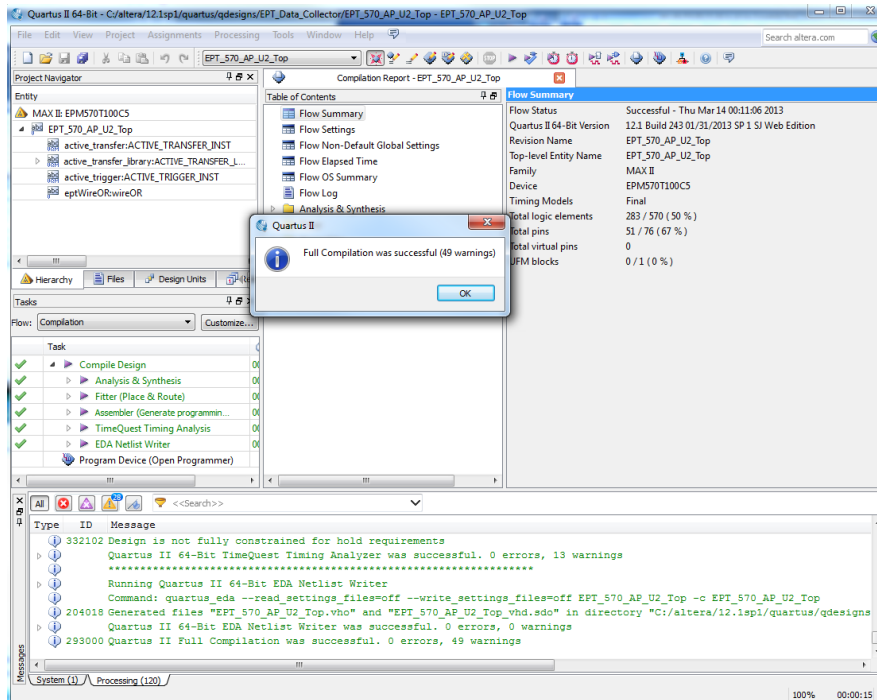 Quartus II 64-Bit - C:/altera/12.1sp1/quartus/qdesigns/EPT_Data_Collector/EPT_570_AP_U2_Top - EPT_570_AP_U2_Top
File Edit View Project Assignments Processing Tools Window Help
Search altera.com
EPT_570_AP_U2_Top
Project Navigator
Entity
MAX II: EPM570T100C5
EPT_570_AP_U2_Top
active_transfer:ACTIVE_TRANSFER_INST
active_transfer_library:ACTIVE_TRANSFER_L...
active_trigger:ACTIVE_TRIGGER_INST
eptWireOR:wireOR
Hierarchy Files Design Units
Tasks
Flow: Compilation Customize...
Task
Compile Design
Analysis & Synthesis
Fitter (Place & Route)
Assembler (Generate programmin...
TimeQuest Timing Analysis
EDA Netlist Writer
Program Device (Open Programmer)
Compilation Report - EPT_570_AP_U2_Top
Table of Contents
Flow Summary
Flow Settings
Flow Non-Default Global Settings
Flow Elapsed Time
Flow OS Summary
Flow Log
Analysis & Synthesis
Flow Summary
Flow Status Successful - Thu Mar 14 00:11:06 2013
Quartus II 64-Bit Version 12.1 Build 243 01/31/2013 SP 1 SJ Web Edition
Revision Name EPT_570_AP_U2_Top
Top-level Entity Name EPT_570_AP_U2_Top
Family MAX II
Device EPM570T100C5
Timing Models Final
Total logic elements 283 / 570 ( 50 % )
Total pins 51 / 76 ( 67 % )
Total virtual pins 0
UFM blocks 0 / 1 ( 0 % )
Quartus II
Full Compilation was successful (49 warnings)
OK
All
28
<<Search>>
Type ID Message
332102 Design is not fully constrained for hold requirements
Quartus II 64-Bit TimeQuest Timing Analyzer was successful. 0 errors, 13 warnings
*******************************************************************
Running Quartus II 64-Bit EDA Netlist Writer
Command: quartus_eda --read_settings_files=off --write_settings_files=off EPT_570_AP_U2_Top -c EPT_570_AP_U2_Top
204018 Generated files "EPT_570_AP_U2_Top.vho" and "EPT_570_AP_U2_Top_vhd.sdo" in directory "C:/altera/12.1sp1/quartus/qdesigns
Quartus II 64-Bit EDA Netlist Writer was successful. 0 errors, 0 warnings
293000 Quartus II Full Compilation was successful. 0 errors, 49 warnings
Messages
System (1) Processing (120)
100% 00:00:15